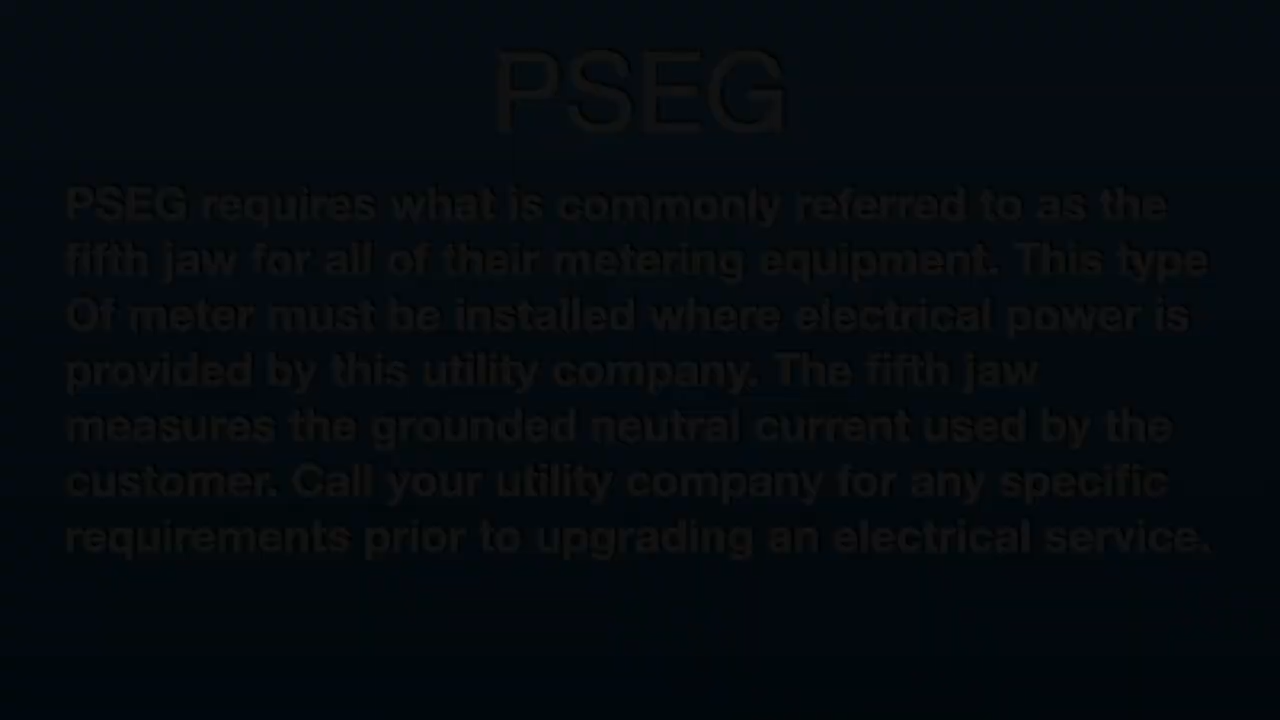 PSEG
PSEG requires what is commonly referred to as the
fifth jaw for all of their metering equipment. This type
Of meter must be installed where electrical power is
provided by this utility company. The fifth jaw
measures the grounded neutral current used by the
customer. Call your utility company for any specific
requirements prior to upgrading an electrical service.